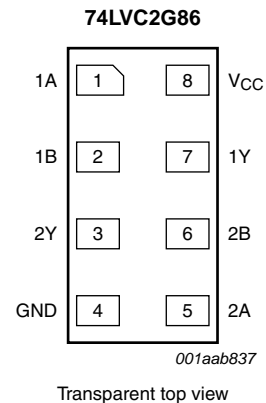 74LVC2G86
1A 1 8 VCC
1B 2 7 1Y
2Y 3 6 2B
GND 4 5 2A
001aab837
Transparent top view